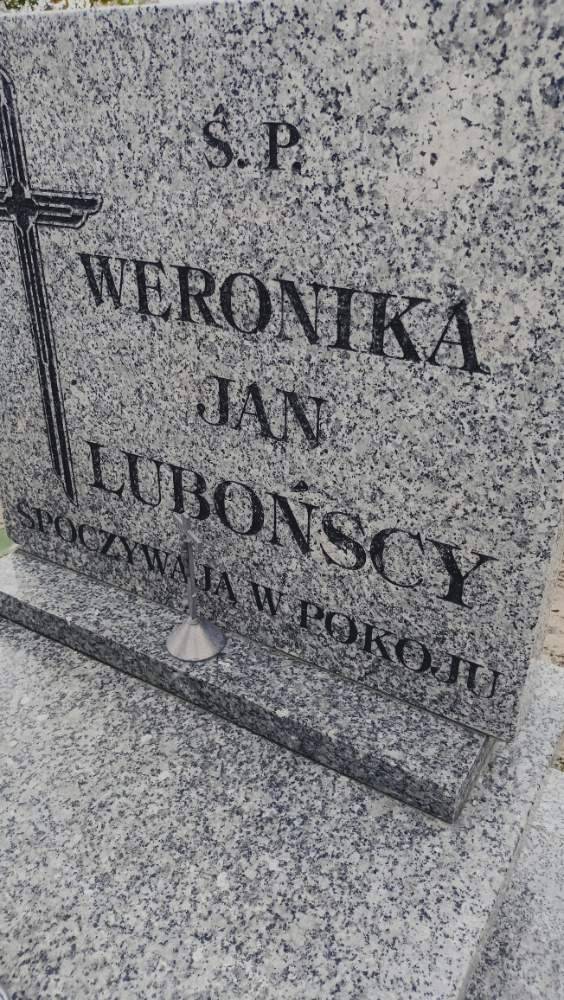 Ś. P.
WERONIKA
JAN
LUBOŃSCY
SPOCZYWAJĄ W POKOJU